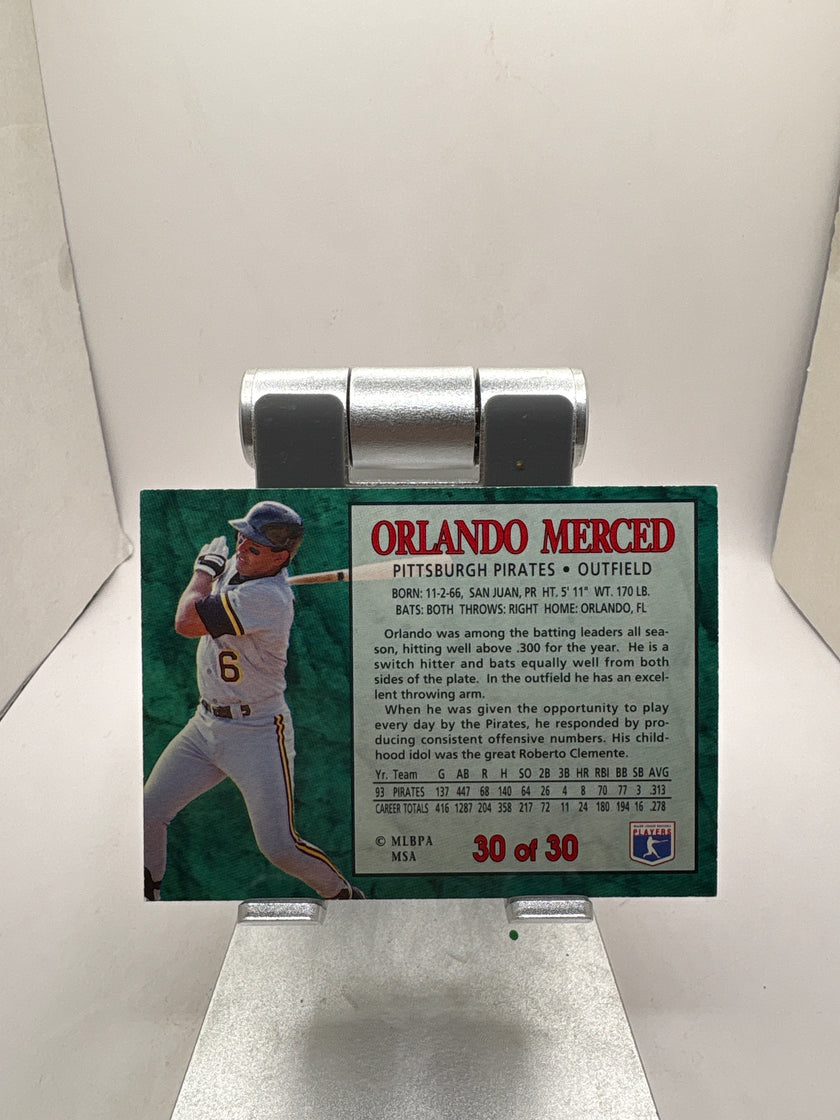 6
ORLANDO MERCED
PITTSBURGH PIRATES • OUTFIELD
BORN: 11-2-66, SAN JUAN, PR HT. 5' 11" WT. 170 LB.
BATS: BOTH THROWS: RIGHT HOME: ORLANDO, FL
Orlando was among the batting leaders all sea-
son, hitting well above .300 for the year. He is a
switch hitter and bats equally well from both
sides of the plate. In the outfield he has an excel-
lent throwing arm.
When he was given the opportunity to play
every day by the Pirates, he responded by pro-
ducing consistent offensive numbers. His child-
hood idol was the great Roberto Clemente.
Yr. Team G AB R H SO 2B 3B HR RBI BB SB AVG
93 PIRATES 137 447 68 140 64 26 4 8 70 77 3 .313
CAREER TOTALS 416 1287 204 358 217 72 11 24 180 194 16 .278
© MLBPA
MSA
30 of 30
PLAYERS